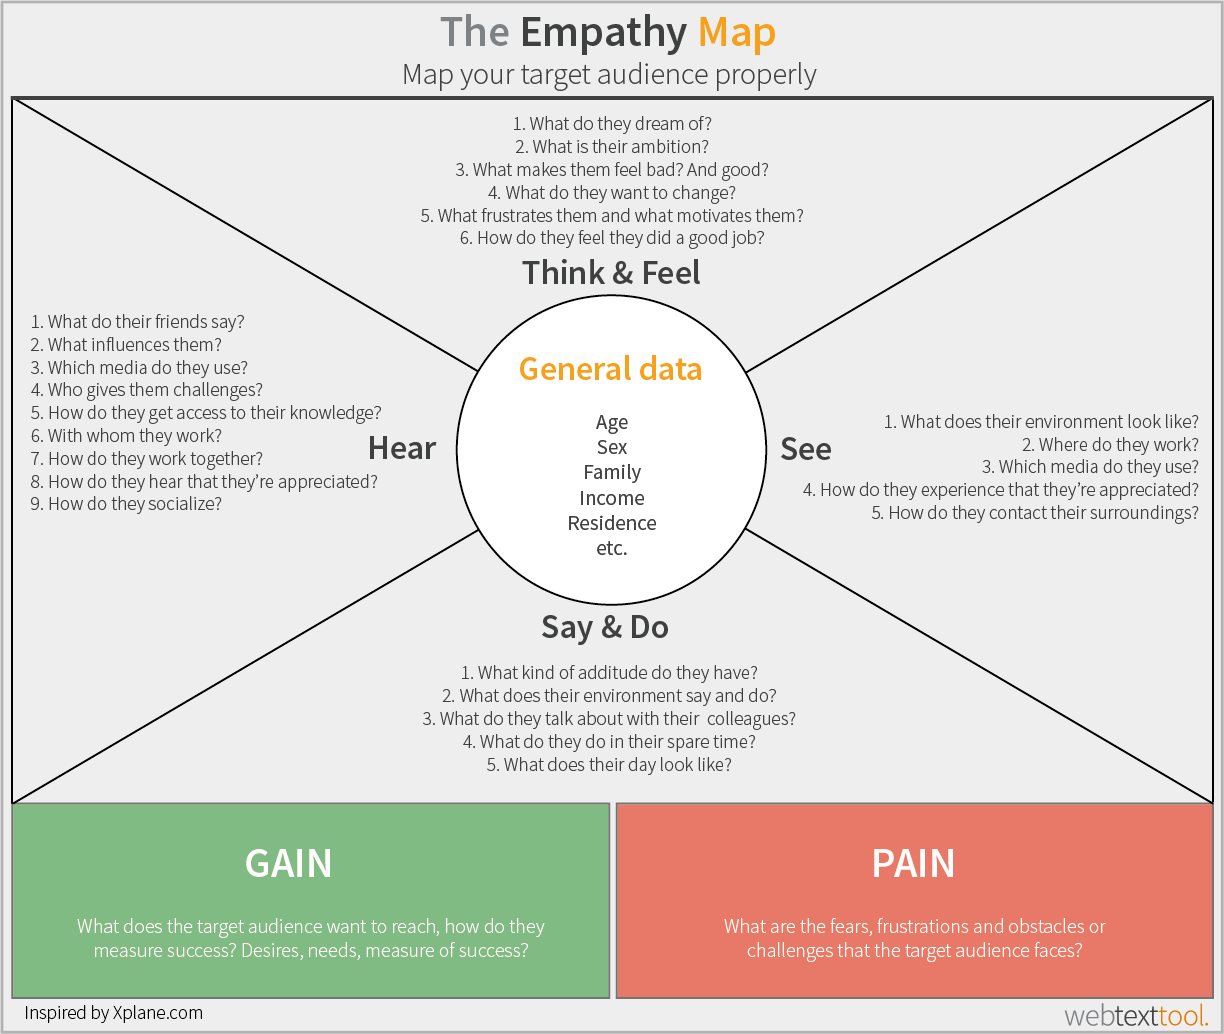 The Empathy Map
Map your target audience properly
1. What do they dream of?
2. What is their ambition?
3. What makes them feel bad? And good?
4. What do they want to change?
5. What frustrates them and what motivates them?
6. How do they feel they did a good job?
Think & Feel
1. What do their friends say?
2. What influences them?
3. Which media do they use?
4. Who gives them challenges?
5. How do they get access to their knowledge?
6. With whom they work?
7. How do they work together?
8. How do they hear that they're appreciated?
9. How do they socialize?
Hear
General data
Age
Sex
Family
Income
Residence
etc.
See
1. What does their environment look like?
2. Where do they work?
3. Which media do they use?
4. How do they experience that they're appreciated?
5. How do they contact their surroundings?
Say & Do
1. What kind of additude do they have?
2. What does their environment say and do?
3. What do they talk about with their  colleagues?
4. What do they do in their spare time?
5. What does their day look like?
GAIN
What does the target audience want to reach, how do they
measure success? Desires, needs, measure of success?
PAIN
What are the fears, frustrations and obstacles or
challenges that the target audience faces?
Inspired by Xplane.com
webtexttool.